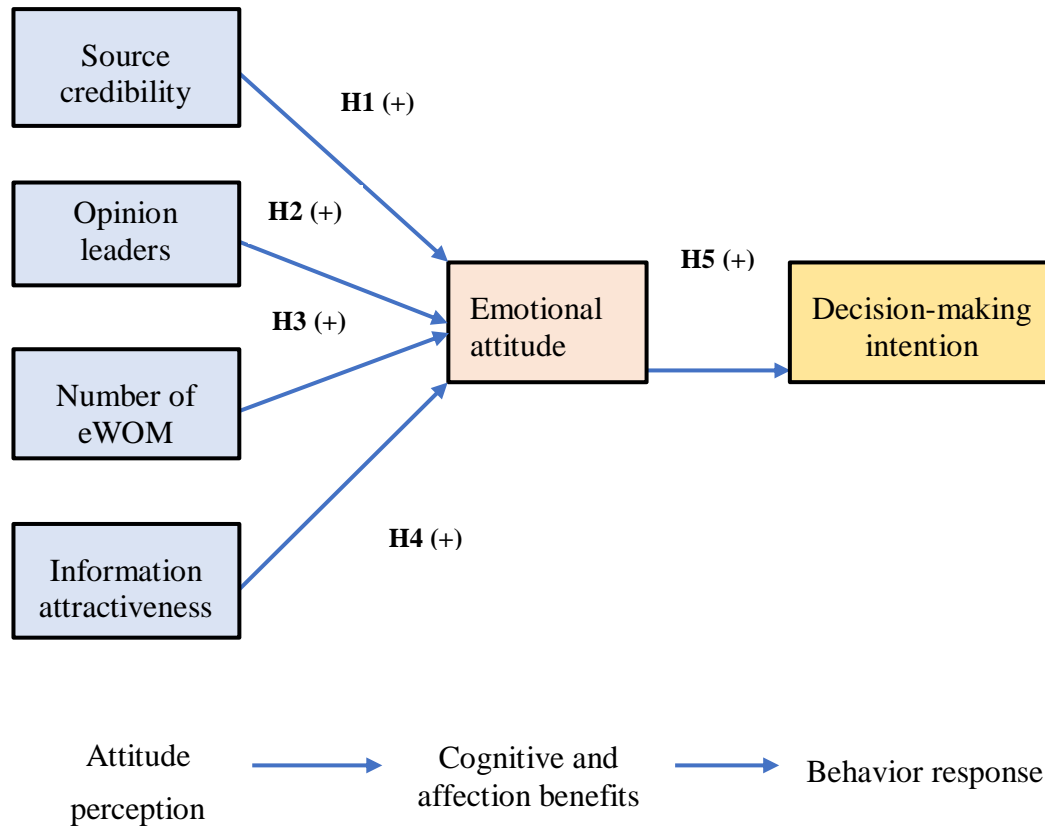 Source
credibility
H1 (+)
Opinion
leaders
H2 (+)
H3 (+)
Number of
eWOM
Information
attractiveness
H4 (+)
Emotional
attitude
H5 (+)
Decision-making
intention
Attitude
perception
Cognitive and
affection benefits
Behavior response